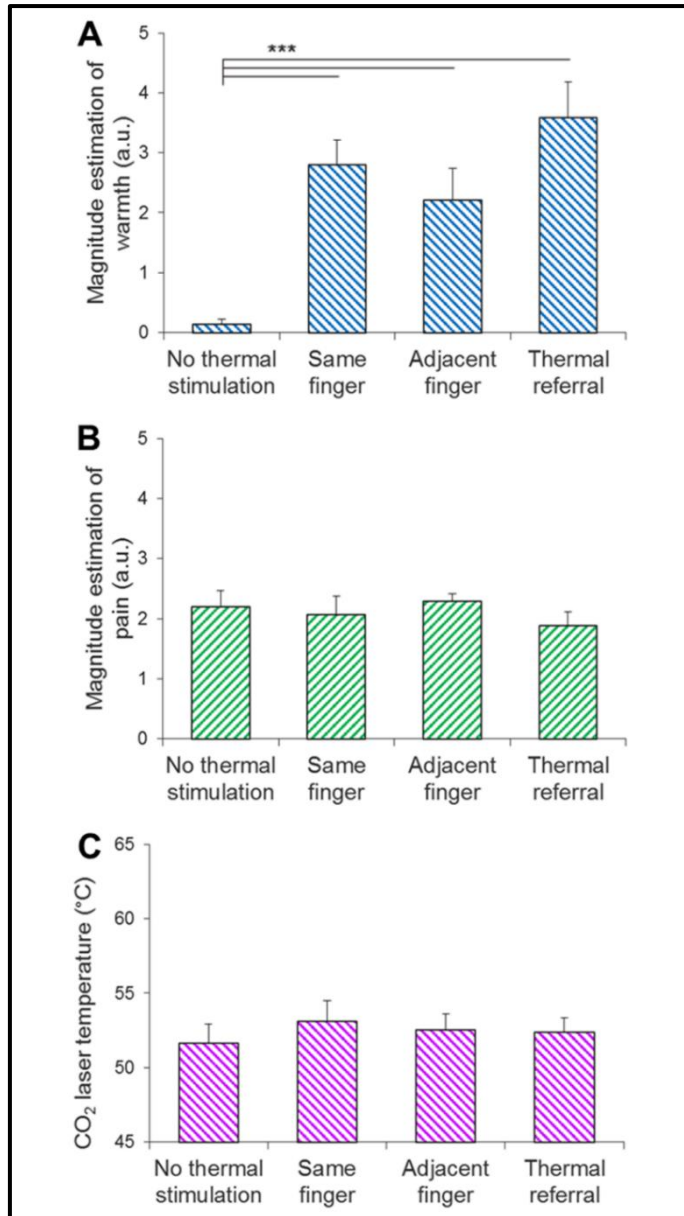 A
5
***
4
3
2
1
0
Magnitude estimation of
warmth (a.u.)
No thermal
stimulation
Same
finger
Adjacent
finger
Thermal
referral
B
5
4
3
2
1
0
Magnitude estimation of
pain (a.u.)
No thermal
stimulation
Same
finger
Adjacent
finger
Thermal
referral
C
65
60
55
50
45
CO₂ laser temperature (°C)
No thermal
stimulation
Same
finger
Adjacent
finger
Thermal
referral